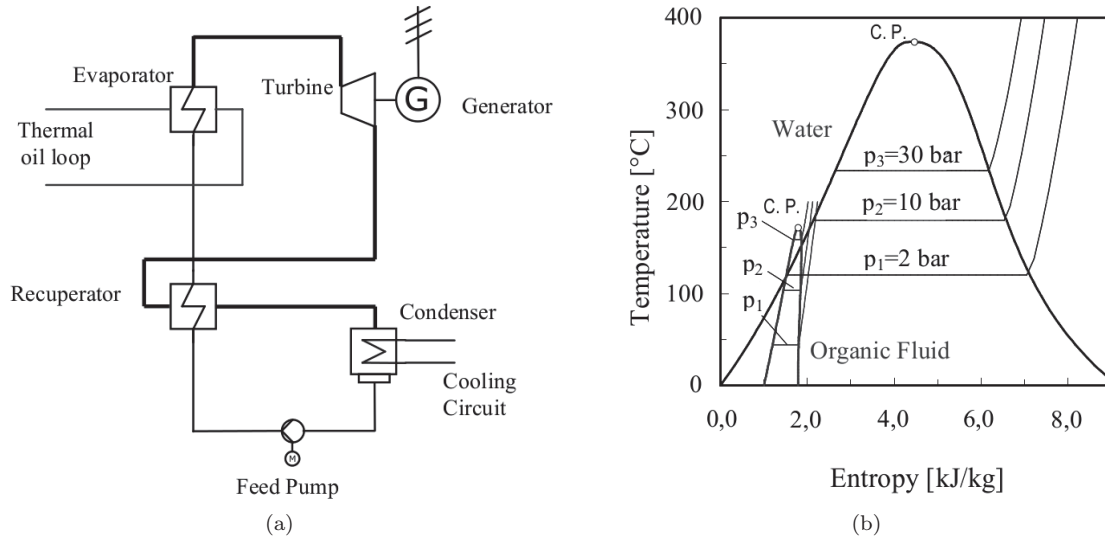 Evaporator
Turbine
G
Generator
Thermal
oil loop
Recuperator
Condenser
Cooling
Circuit
M
Feed Pump
(a)
Temperature [°C]
400
300
200
100
0
C. P.
Water
p3=30 bar
p2=10 bar
p1=2 bar
C. P.
p3
p2
p1
Organic Fluid
0,0
2,0
4,0
6,0
8,0
Entropy [kJ/kg]
(b)